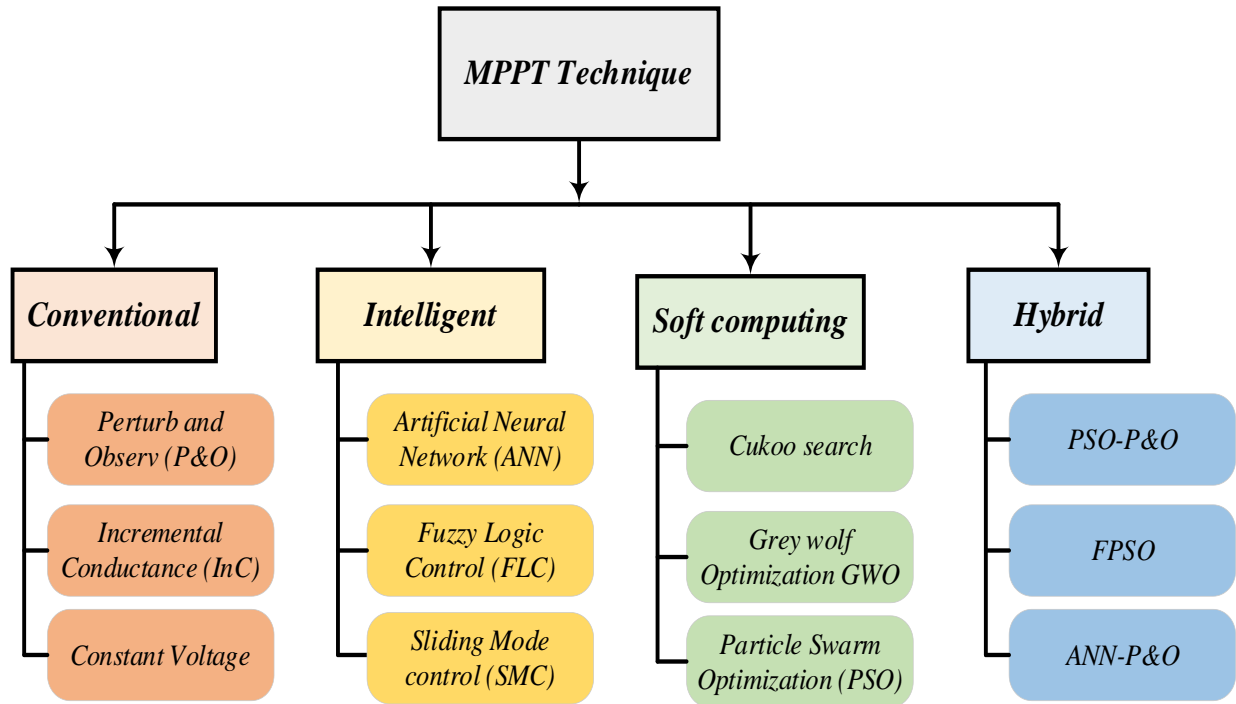 MPPT Technique
Conventional
Intelligent
Soft computing
Hybrid
Perturb and
Observ (P&O)
Incremental
Conductance (InC)
Constant Voltage
Artificial Neural
Network (ANN)
Fuzzy Logic
Control (FLC)
Sliding Mode
control (SMC)
Cukoo search
Grey wolf
Optimization GWO
Particle Swarm
Optimization (PSO)
PSO-P&O
FPSO
ANN-P&O